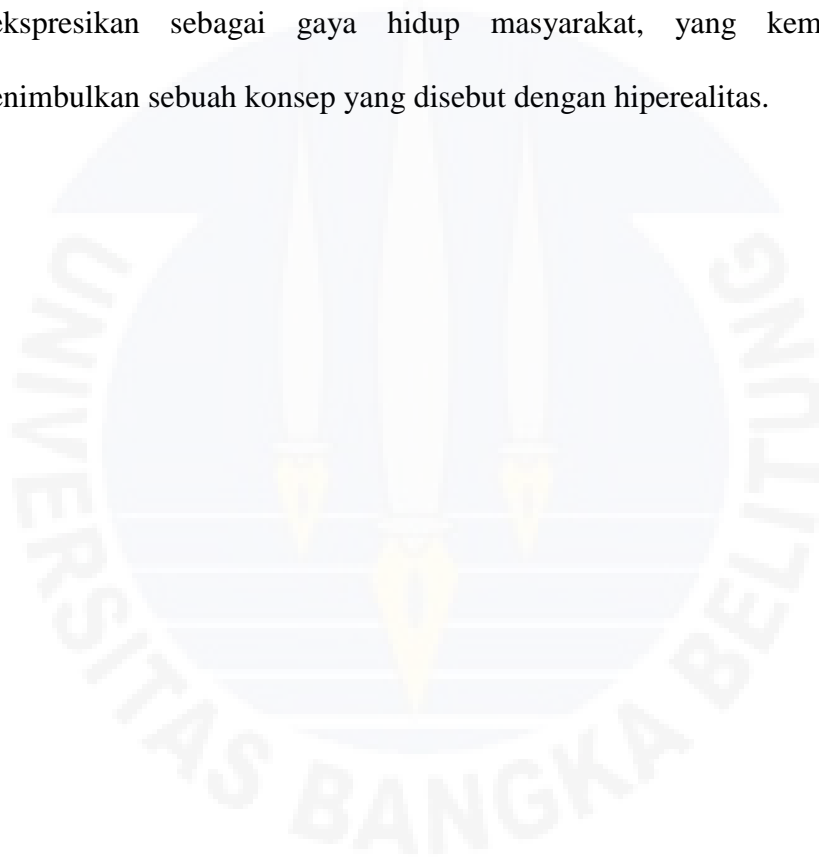 ekspresikan sebagai gaya hidup masyarakat, yang kem
enimbulkan sebuah konsep yang disebut dengan hiperealitas.
UNIVERSITAS BANGKA BELITUNG